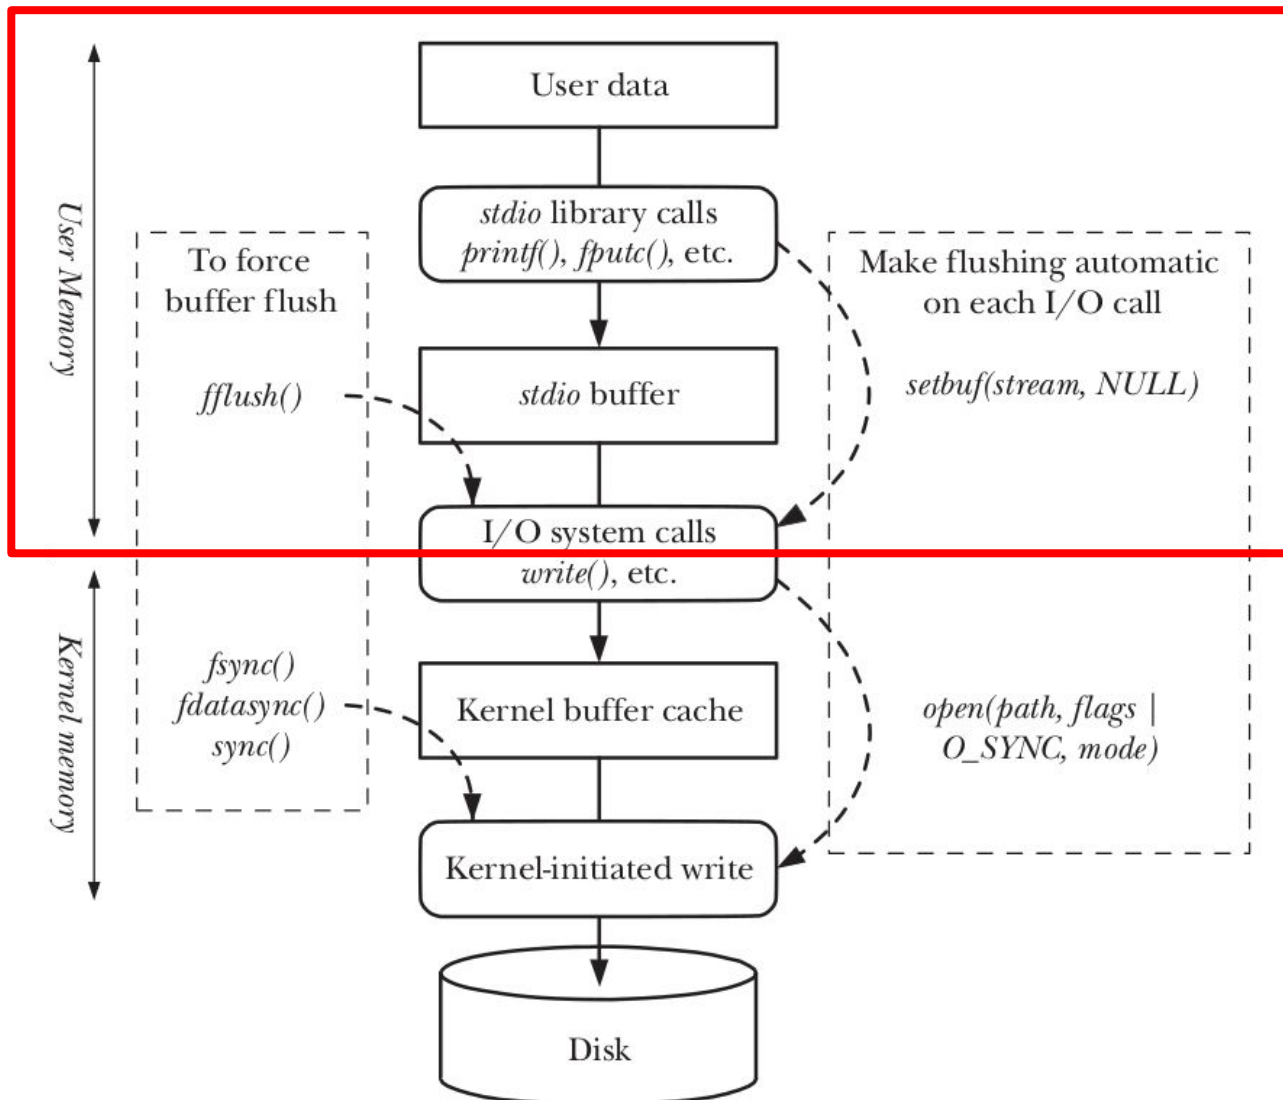 User data
stdio library calls
printf(), fputc(), etc.
To force
buffer flush
Make flushing automatic
on each I/O call
User Memory
fflush()
stdio buffer
setbuf(stream, NULL)
I/O system calls
write(), etc.
Kernel memory
fsync()
fdatasync()
sync()
Kernel buffer cache
open(path, flags |
O_SYNC, mode)
Kernel-initiated write
Disk